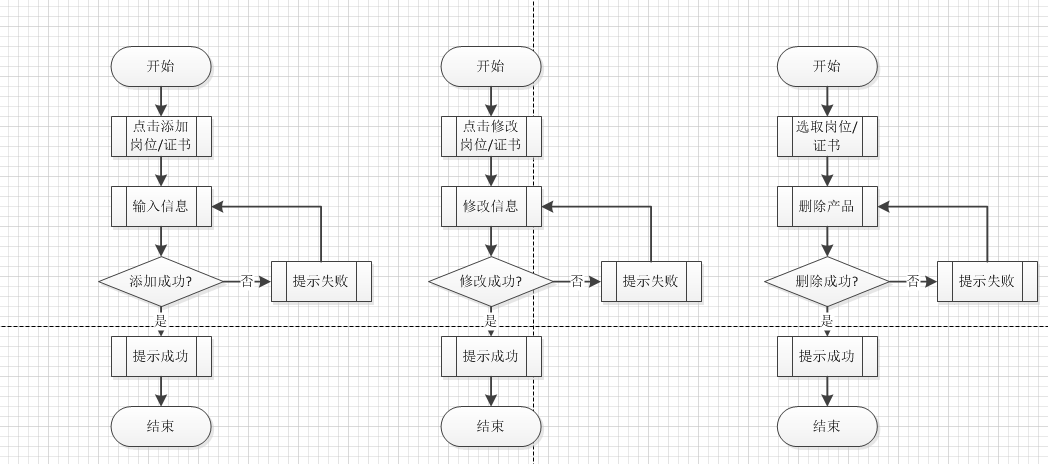 开始
点击添加
岗位/证书
输入信息
添加成功?
否
提示失败
是
提示成功
结束
开始
点击修改
岗位/证书
修改信息
修改成功?
否
提示失败
是
提示成功
结束
开始
选取岗位/
证书
删除产品
删除成功?
否
提示失败
是
提示成功
结束